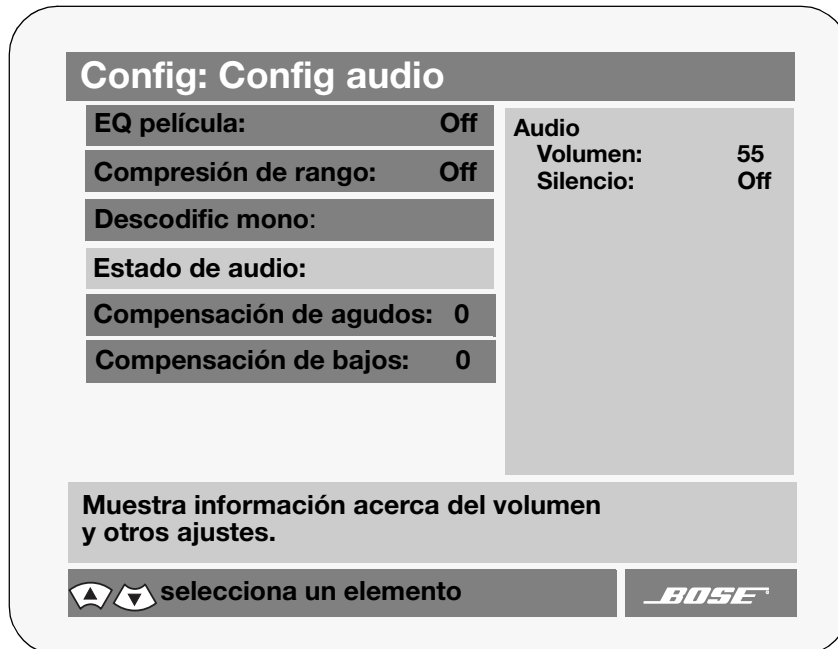 Config: Config audio
EQ película: Off
Compresión de rango: Off
Descodific mono:
Estado de audio:
Compensación de agudos: 0
Compensación de bajos: 0
Audio
Volumen: 55
Silencio: Off
Muestra información acerca del volumen
y otros ajustes.
selecciona un elemento
BOSE